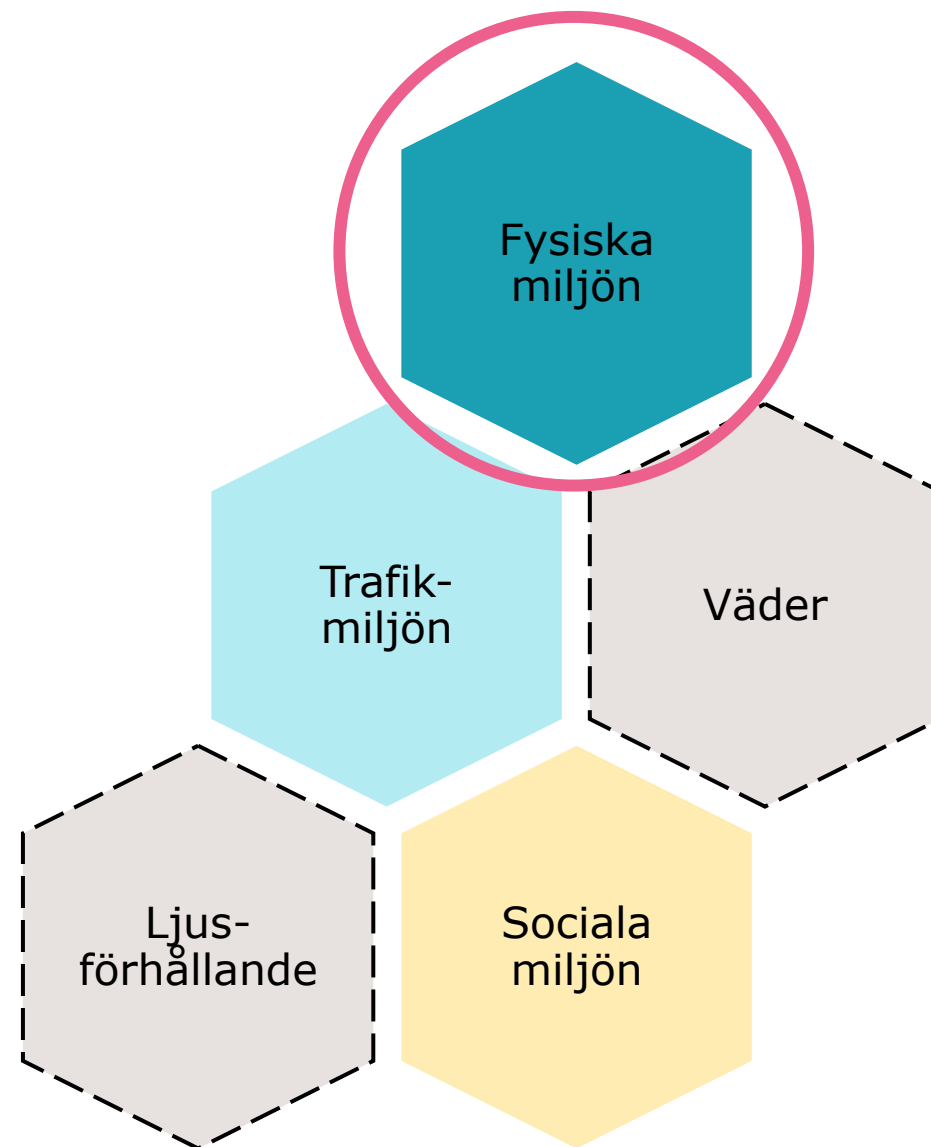 Fysiska
miljön
Trafik-
miljön
Väder
Ljus-
förhållande
Sociala
miljön